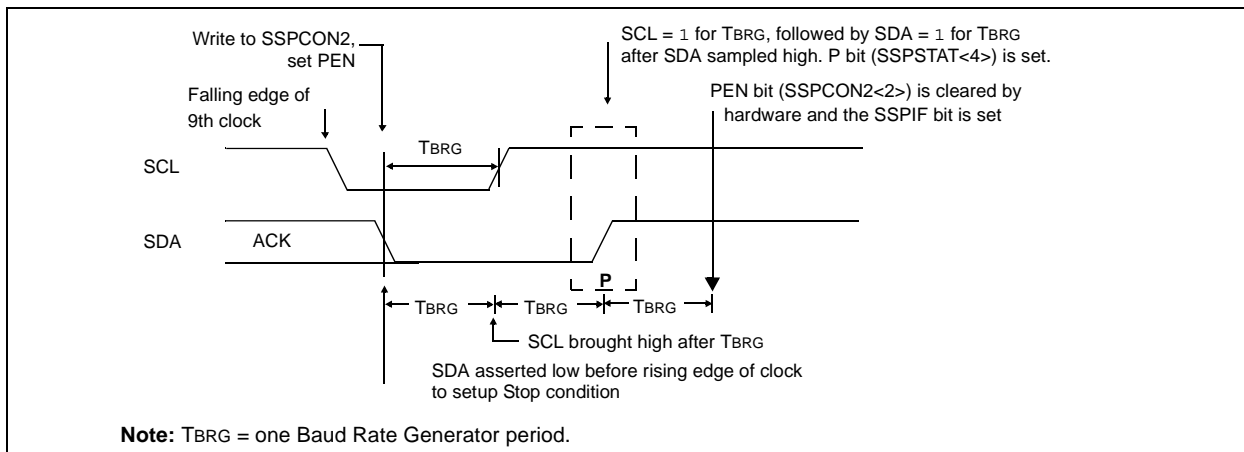 Write to SSPCON2,
set PEN
SCL = 1 for TBRG, followed by SDA = 1 for TBRG
after SDA sampled high. P bit (SSPSTAT<4>) is set.
Falling edge of
9th clock
PEN bit (SSPCON2<2>) is cleared by
hardware and the SSPIF bit is set
TBRG
SCL
SDA
ACK
P
TBRG
TBRG
TBRG
SCL brought high after TBRG
SDA asserted low before rising edge of clock
to setup Stop condition
Note: TBRG = one Baud Rate Generator period.